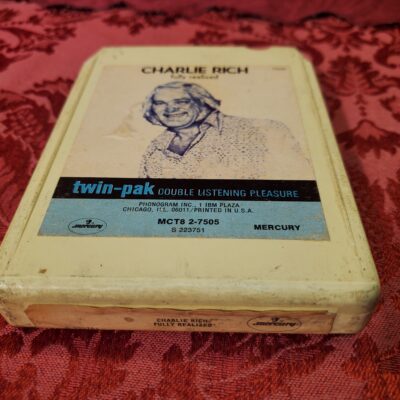 CHARLIE RICH
fully realized
twin-pak DOUBLE LISTENING PLEASURE
PHONOGRAM INC., 1 IBM PLAZA
CHICAGO, ILL. 06011/PRINTED IN U.S.A.
mercury
MCT8 2-7505
S 223751
MERCURY
CHARLIE RICH
FULLY REALIZED
mercury